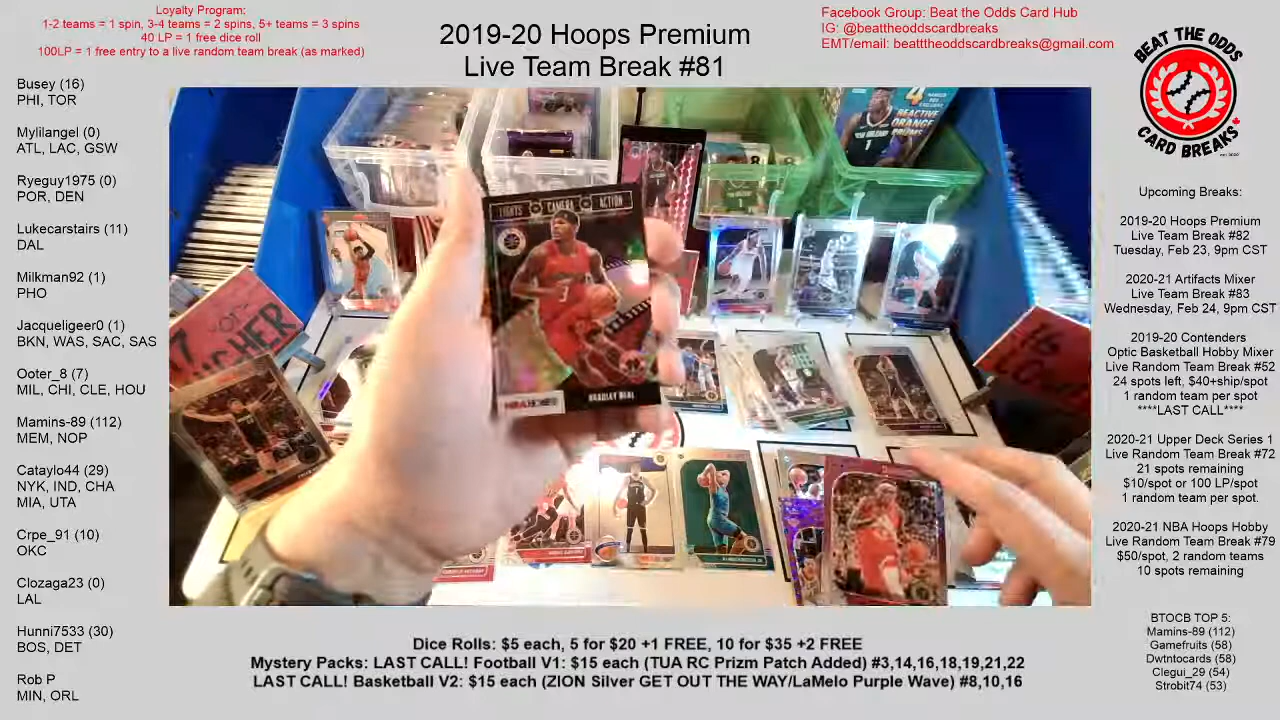 Loyalty Program:
1-2 teams = 1 spin, 3-4 teams = 2 spins, 5+ teams = 3 spins
40 LP = 1 free dice roll
100LP = 1 free entry to a live random team break (as marked)
2019-20 Hoops Premium
Live Team Break #81
Facebook Group: Beat the Odds Card Hub
IG: @beattheoddscardbreaks
EMT/email: beatttheoddscardbreaks@gmail.com
BEAT THE ODDS
CARD BREAKS
Busey (16)
PHI, TOR
Mylilangel (0)
ATL, LAC, GSW
Ryeguy1975 (0)
POR, DEN
Lukecarstairs (11)
DAL
Milkman92 (1)
PHO
Jacqueligeer0 (1)
BKN, WAS, SAC, SAS
Ooter_8 (7)
MIL, CHI, CLE, HOU
Mamins-89 (112)
MEM, NOP
Cataylo44 (29)
NYK, IND, CHA
MIA, UTA
Crpe_91 (10)
OKC
Clozaga23 (0)
LAL
Hunni7533 (30)
BOS, DET
Rob P
MIN, ORL
4
REACTIVE
ORANGE
LIGHTS CAMERA ACTION
3
NBA HOOPS
BRADLEY BEAL
Upcoming Breaks:
2019-20 Hoops Premium
Live Team Break #82
Tuesday, Feb 23, 9pm CST
2020-21 Artifacts Mixer
Live Team Break #83
Wednesday, Feb 24, 9pm CST
2019-20 Contenders
Optic Basketball Hobby Mixer
Live Random Team Break #52
24 spots left, $40+ship/spot
1 random team per spot
****LAST CALL****
2020-21 Upper Deck Series 1
Live Random Team Break #72
21 spots remaining
$10/spot or 100 LP/spot
1 random team per spot.
2020-21 NBA Hoops Hobby
Live Random Team Break #79
$50/spot, 2 random teams
10 spots remaining
BTOCB TOP 5:
Mamins-89 (112)
Gamefruits (58)
Dwtntocards (58)
Clegui_29 (54)
Strobit74 (53)
Dice Rolls: $5 each, 5 for $20 +1 FREE, 10 for $35 +2 FREE
Mystery Packs: LAST CALL! Football V1: $15 each (TUA RC Prizm Patch Added) #3,14,16,18,19,21,22
LAST CALL! Basketball V2: $15 each (ZION Silver GET OUT THE WAY/LaMelo Purple Wave) #8,10,16